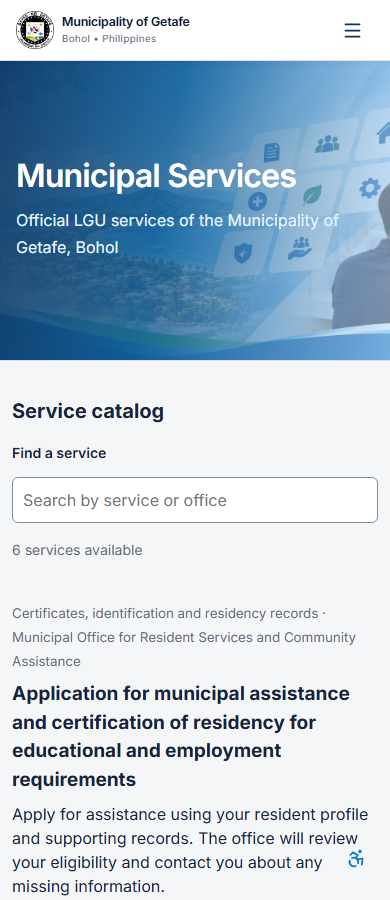 Municipality of Getafe
Bohol • Philippines
Municipal Services
Official LGU services of the Municipality of
Getafe, Bohol
Service catalog
Find a service
Search by service or office
6 services available
Certificates, identification and residency records ·
Municipal Office for Resident Services and Community
Assistance
Application for municipal assistance
and certification of residency for
educational and employment
requirements
Apply for assistance using your resident profile
and supporting records. The office will review
your eligibility and contact you about any
missing information.